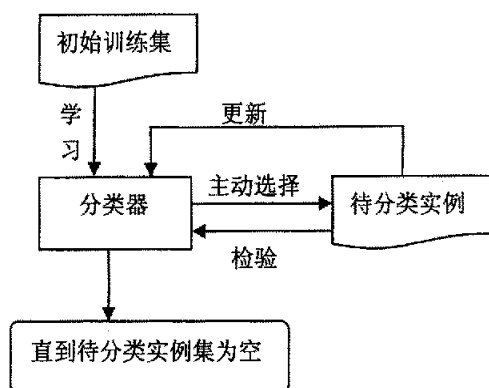 初始训练集
学习
更新
分类器
主动选择
待分类实例
检验
直到待分类实例集为空